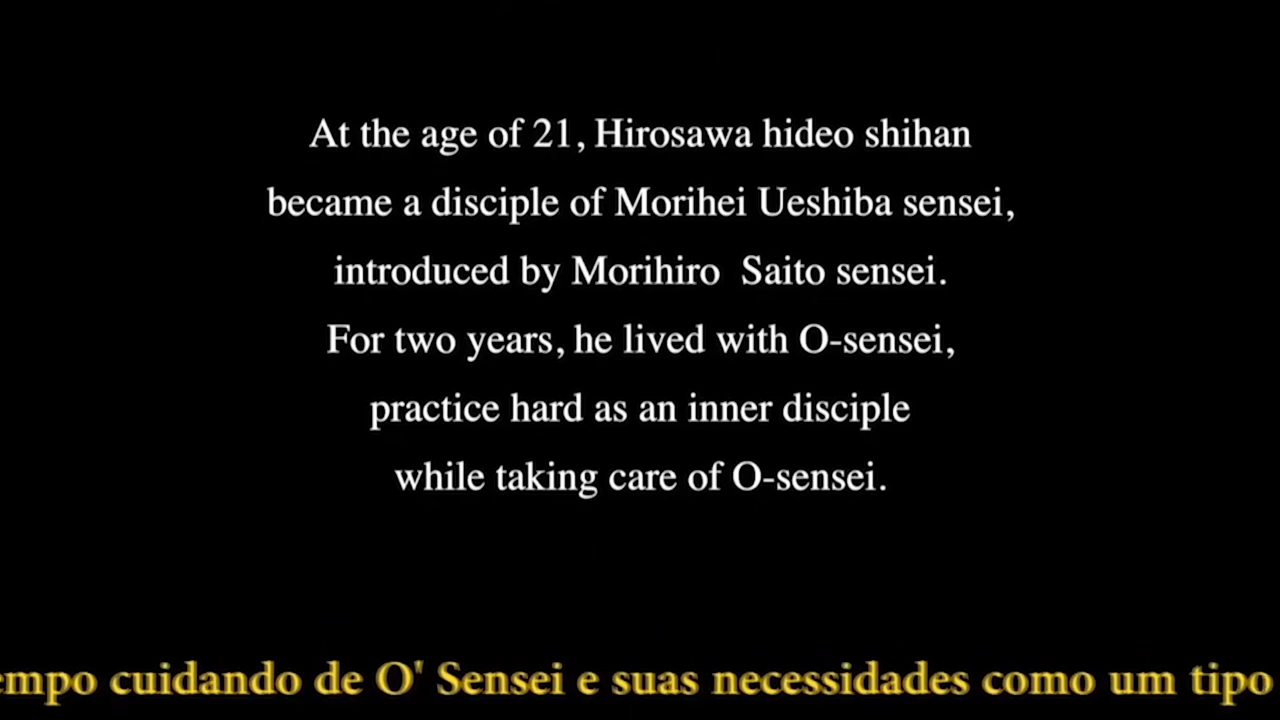 At the age of 21, Hirosawa hideo shihan
became a disciple of Morihei Ueshiba sensei,
introduced by Morihiro Saito sensei.
For two years, he lived with O-sensei,
practice hard as an inner disciple
while taking care of O-sensei.
empo cuidando de O' Sensei e suas necessidades como um tipo